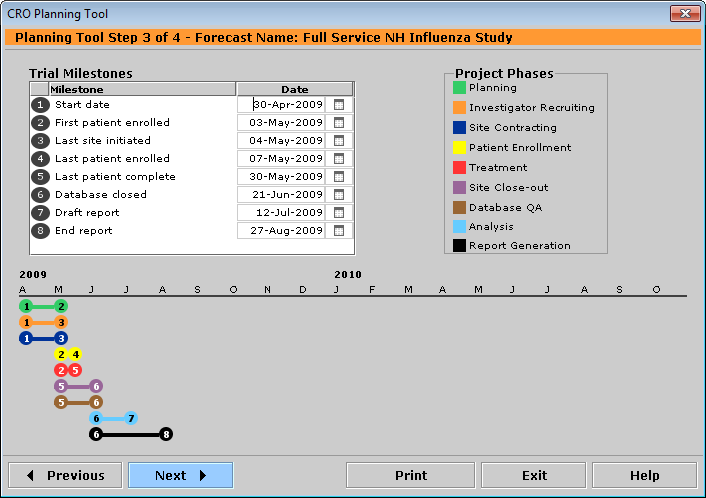 CRO Planning Tool
Planning Tool Step 3 of 4 - Forecast Name: Full Service NH Influenza Study
Trial Milestones
Milestone Date
1 Start date 30-Apr-2009
2 First patient enrolled 03-May-2009
3 Last site initiated 04-May-2009
4 Last patient enrolled 07-May-2009
5 Last patient complete 30-May-2009
6 Database closed 21-Jun-2009
7 Draft report 12-Jul-2009
8 End report 27-Aug-2009
Project Phases
Planning
Investigator Recruiting
Site Contracting
Patient Enrollment
Treatment
Site Close-out
Database QA
Analysis
Report Generation
2009 2010
A M J J A S O N D J F M A M J J A S O
1 2
1 3
1 3
2 4
2 5
5 6
5 6
6 7
6 8
Previous Next Print Exit Help